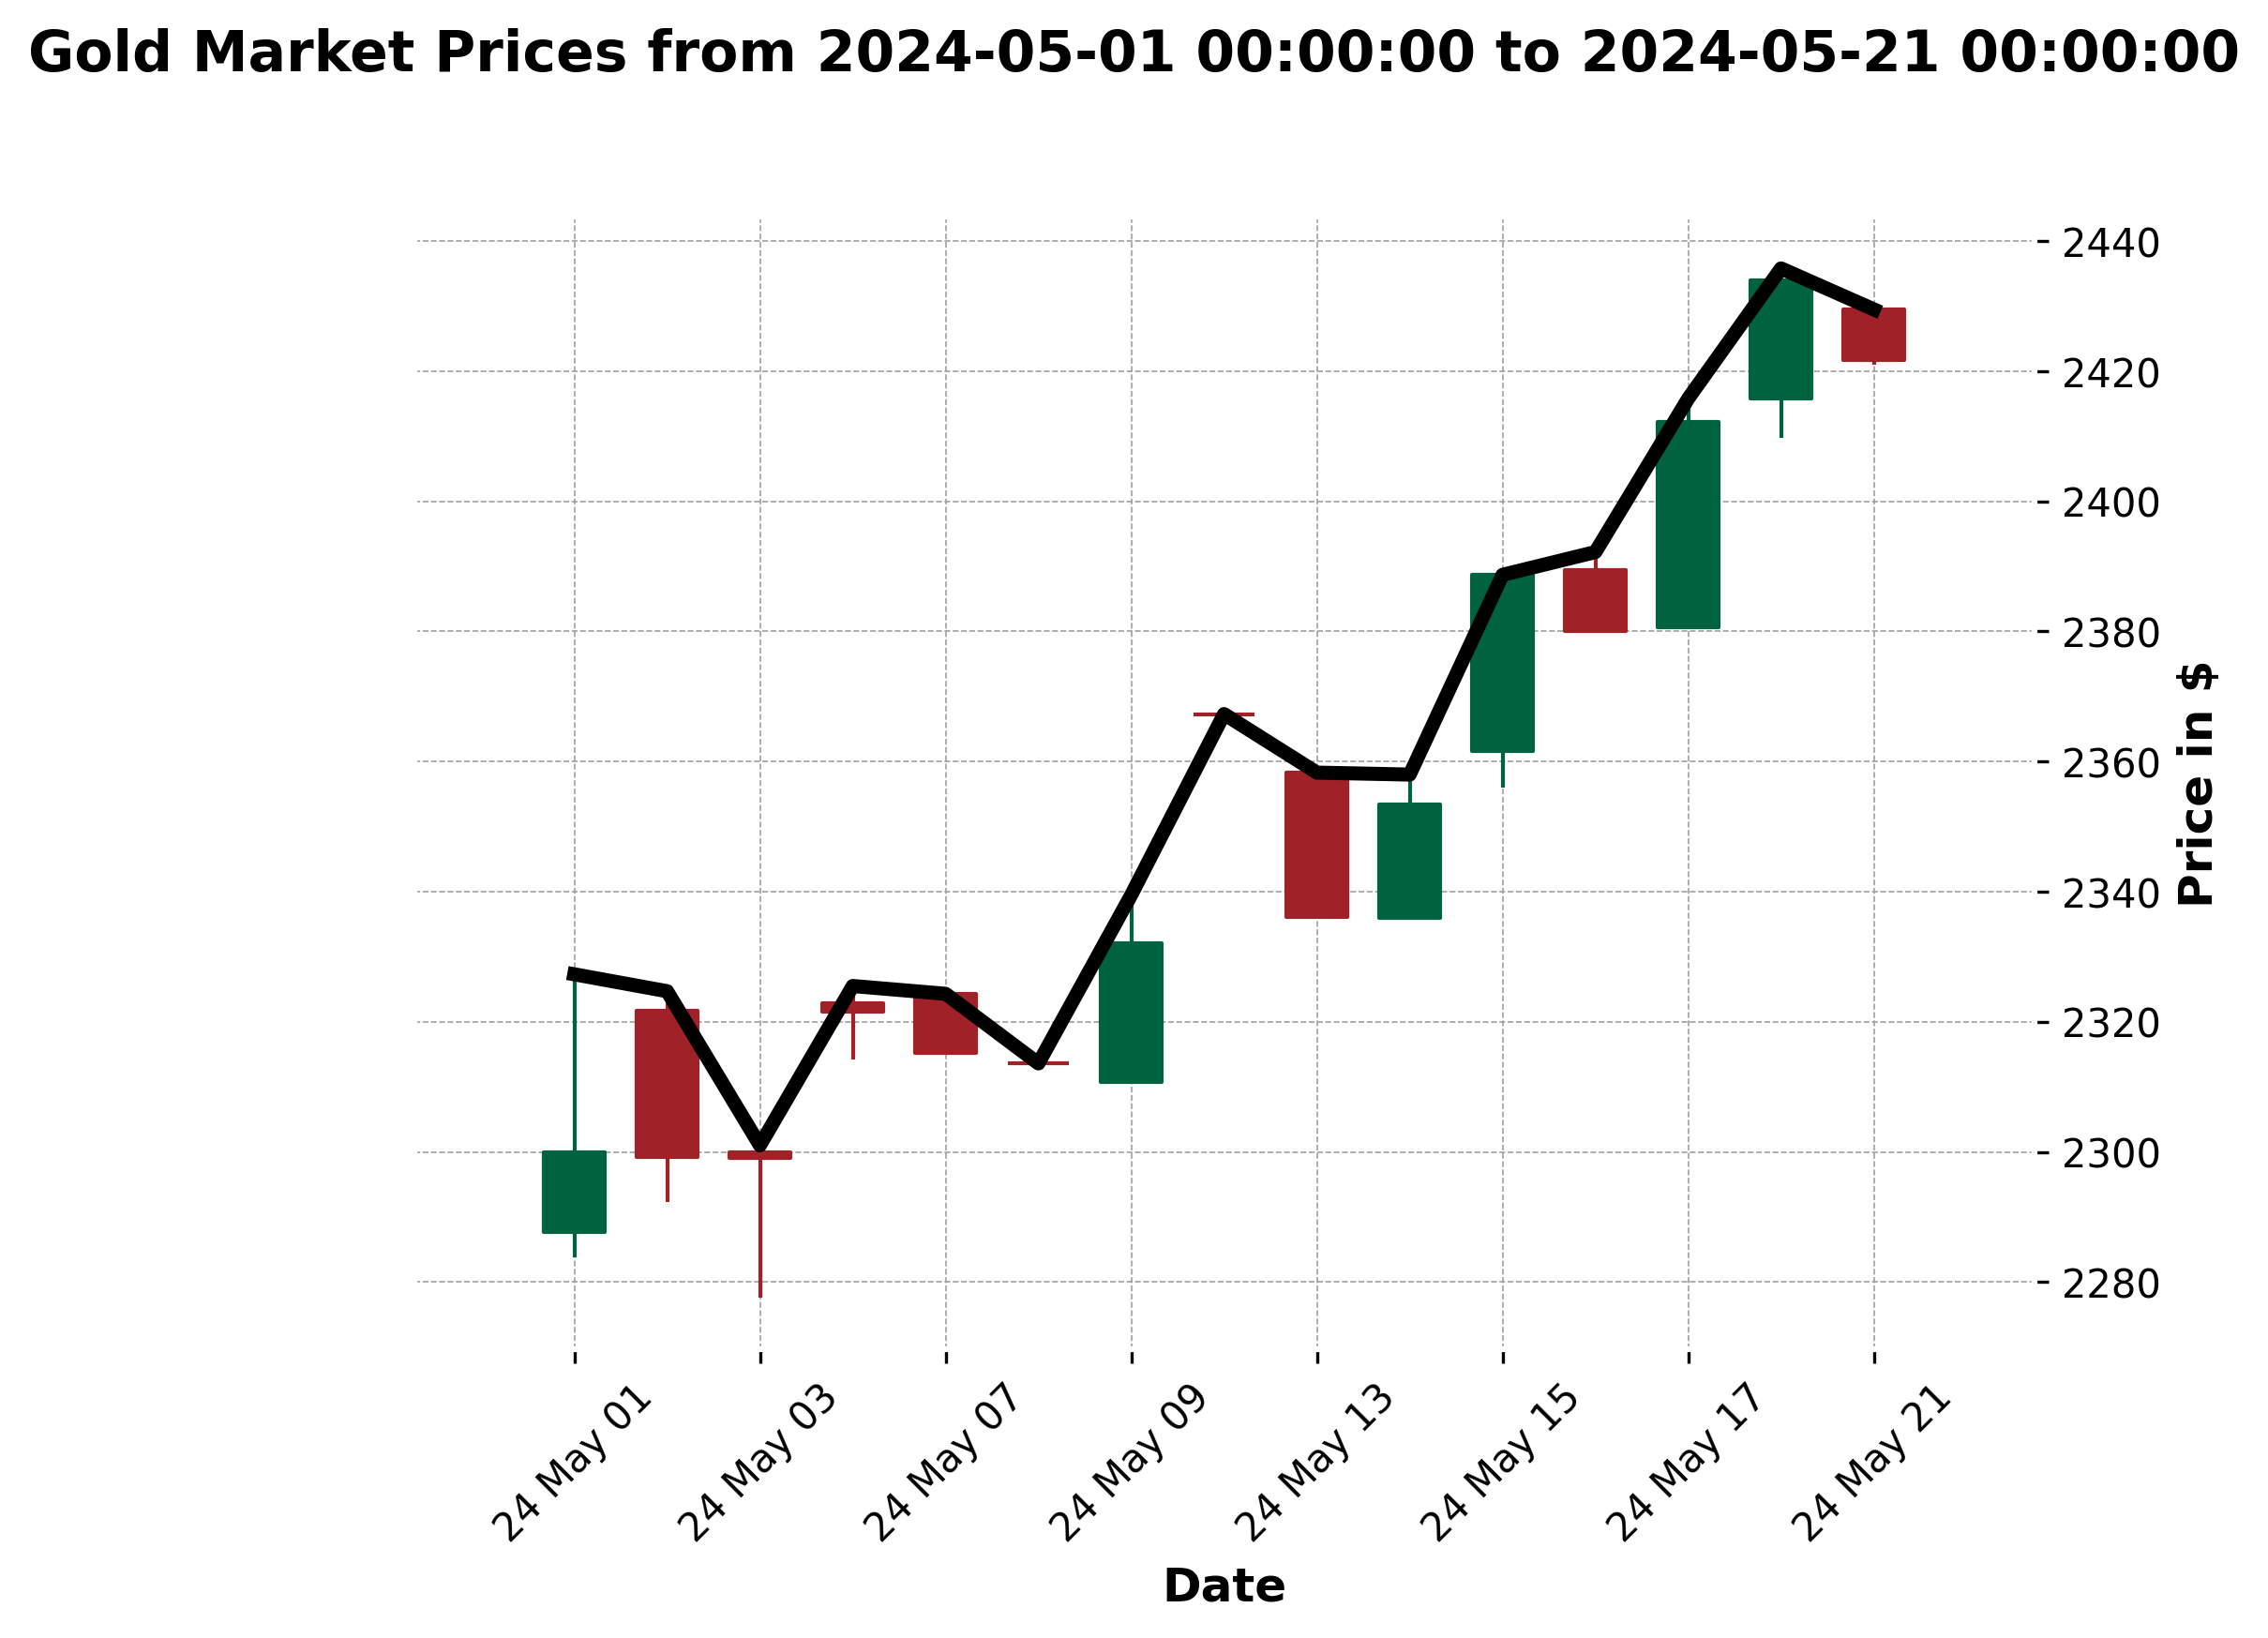 Gold Market Prices from 2024-05-01 00:00:00 to 2024-05-21 00:00:00
2440
2420
2400
2380
2360
2340
2320
2300
2280
Price in $
24 May 01
24 May 03
24 May 07
24 May 09
24 May 13
24 May 15
24 May 17
24 May 21
Date